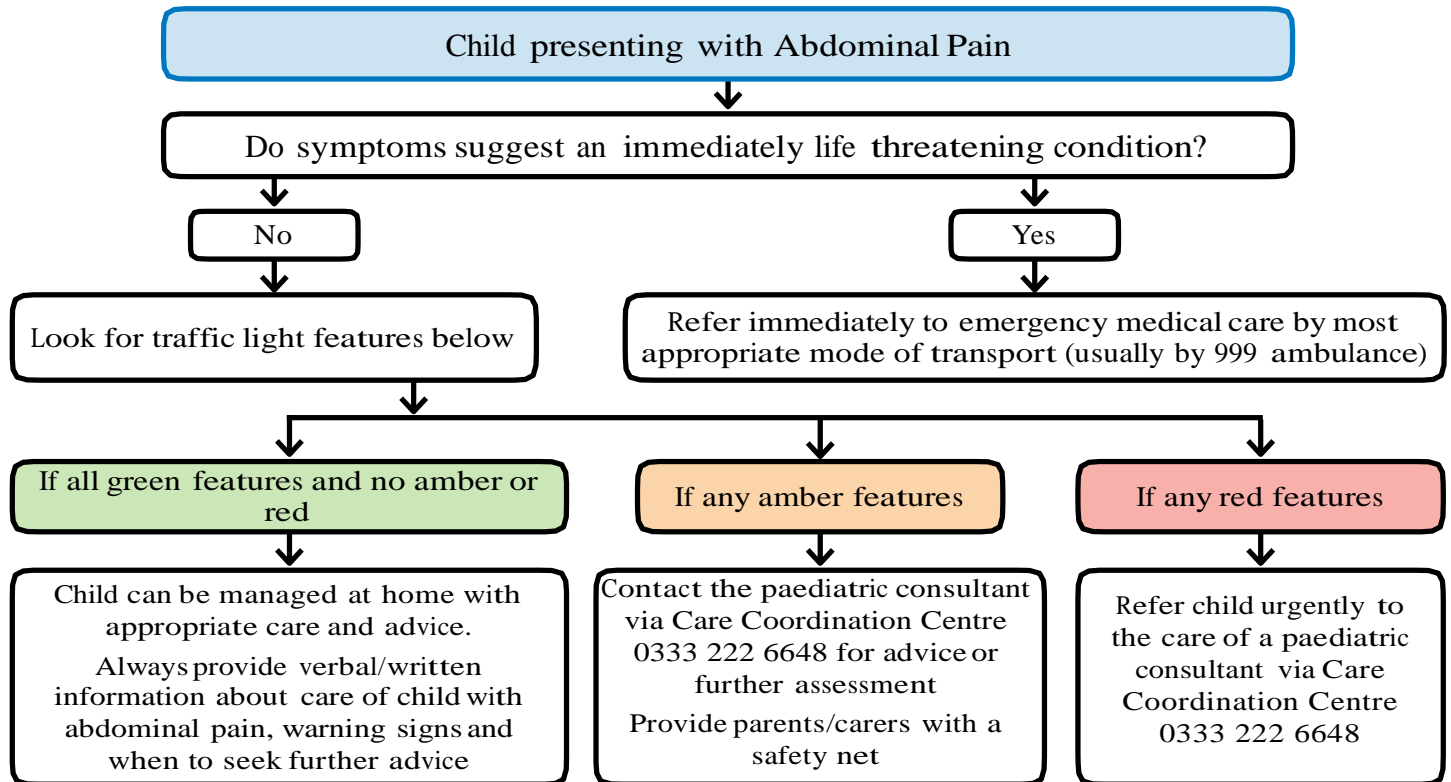 Child presenting with Abdominal Pain
Do symptoms suggest an immediately life threatening condition?
No
Yes
Look for traffic light features below
Refer immediately to emergency medical care by most
appropriate mode of transport (usually by 999 ambulance)
If all green features and no amber or
red
If any amber features
If any red features
Child can be managed at home with
appropriate care and advice.
Always provide verbal/written
information about care of child with
abdominal pain, warning signs and
when to seek further advice
Contact the paediatric consultant
via Care Coordination Centre
0333 222 6648 for advice or
further assessment
Provide parents/carers with a
safety net
Refer child urgently to
the care of a paediatric
consultant via Care
Coordination Centre
0333 222 6648